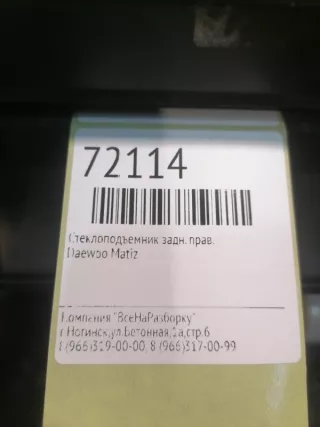 72114
Стеклоподъемник задн. прав.
Daewoo Matiz
Компания "ВсеНаРазборку"
г.Ногинск,ул.Бетонная,2а,стр.6
8 (966)319-00-00, 8 (966)317-00-99